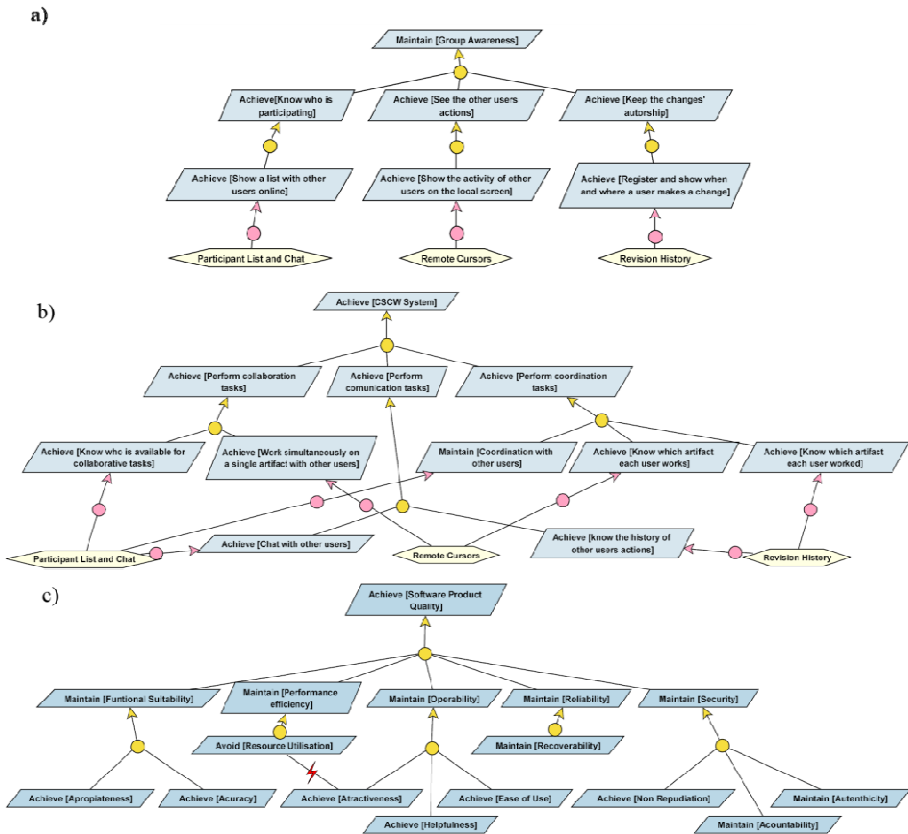 a)
Maintain [Group Awareness]
Achieve[Know who is
participating]
Achieve [See the other users
actions]
Achieve [Keep the changes'
autorship]
Achieve [Show a list with other
users online]
Achieve [Show the activity of other
users on the local screen]
Achieve [Register and show when
and where a user makes a change]
Participant List and Chat
Remote Cursors
Revision History
b)
Achieve [CSCW System]
Achieve [Perform collaboration
tasks]
Achieve [Perform
comunication tasks]
Achieve [Perform coordination
tasks]
Achieve [Know who is available for
collaborative tasks]
Achieve [Work simultaneously on
a single artifact with other users]
Maintain [Coordination with
other users]
Achieve [Know which artifact
each user works]
Achieve [Know which artifact
each user worked]
Participant List and Chat
Achieve [Chat with other users]
Remote Cursors
Achieve [know the history of
other users actions]
Revision History
c)
Achieve [Software Product
Quality]
Maintain [Funtional Suitability]
Maintain [Performance
efficiency]
Maintain [Operability]
Maintain [Reliability]
Maintain [Security]
Avoid [Resource Utilisation]
Maintain [Recoverability]
Achieve [Apropiateness]
Achieve [Acuracy]
Achieve [Atractiveness]
Achieve [Ease of Use]
Achieve [Non Repudiation]
Maintain [Autenthicity]
Achieve [Helpfulness]
Maintain [Acountability]